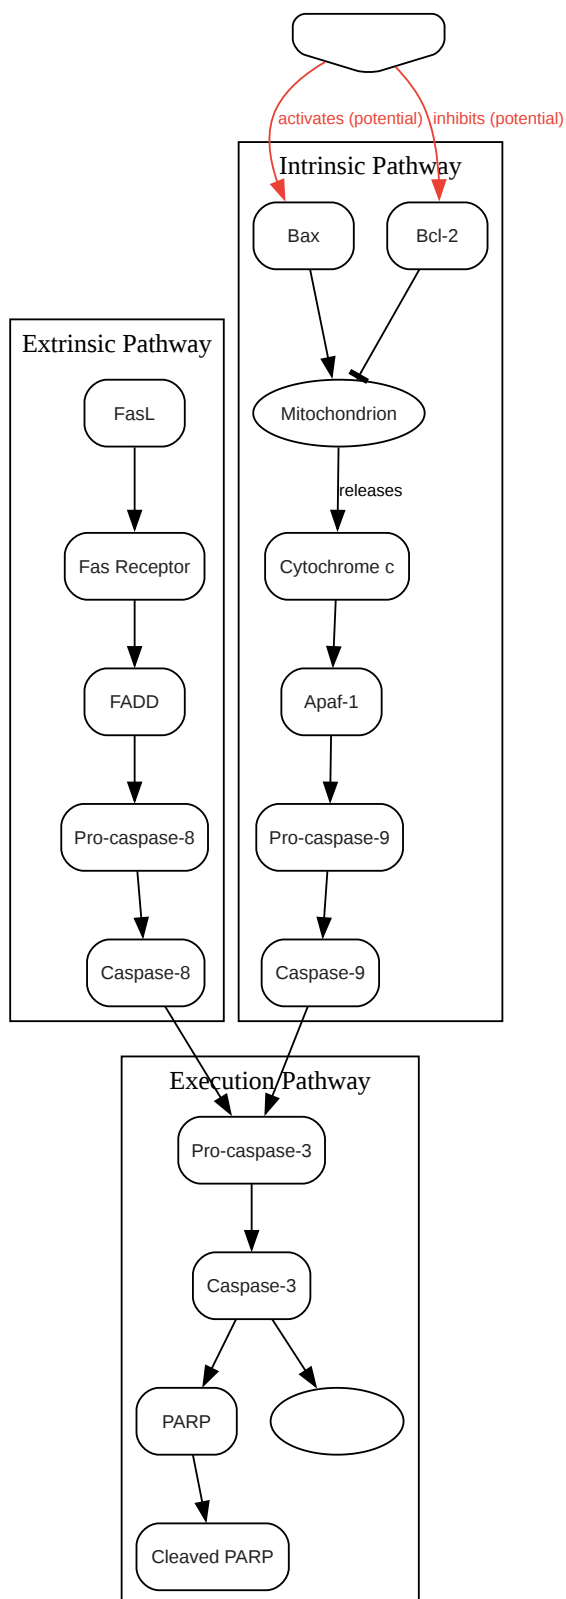 activates (potential)
inhibits (potential)
Intrinsic Pathway
Bax
Bcl-2
Extrinsic Pathway
FasL
Mitochondrion
releases
Fas Receptor
Cytochrome c
FADD
Apaf-1
Pro-caspase-8
Pro-caspase-9
Caspase-8
Caspase-9
Execution Pathway
Pro-caspase-3
Caspase-3
PARP
Cleaved PARP